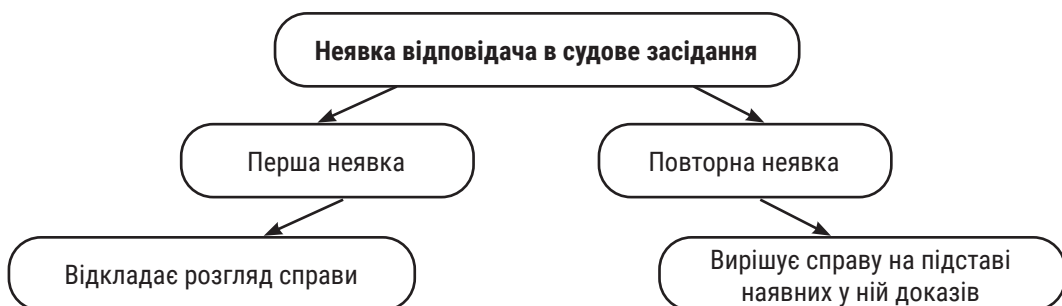 Неявка відповідача в судове засідання
Перша неявка
Повторна неявка
Відкладає розгляд справи
Вирішує справу на підставі
наявних у ній доказів